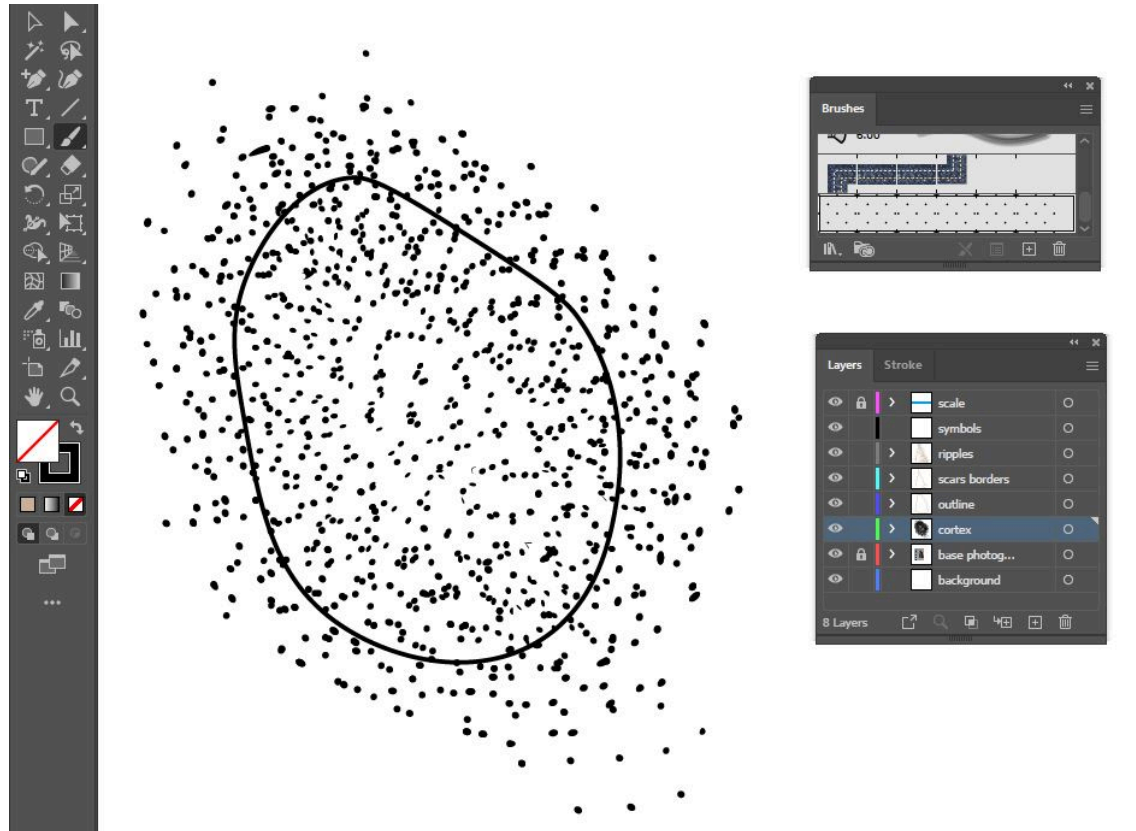 T
Brushes
6.00
Layers Stroke
scale
symbols
ripples
scars borders
outline
cortex
base photog...
background
8 Layers